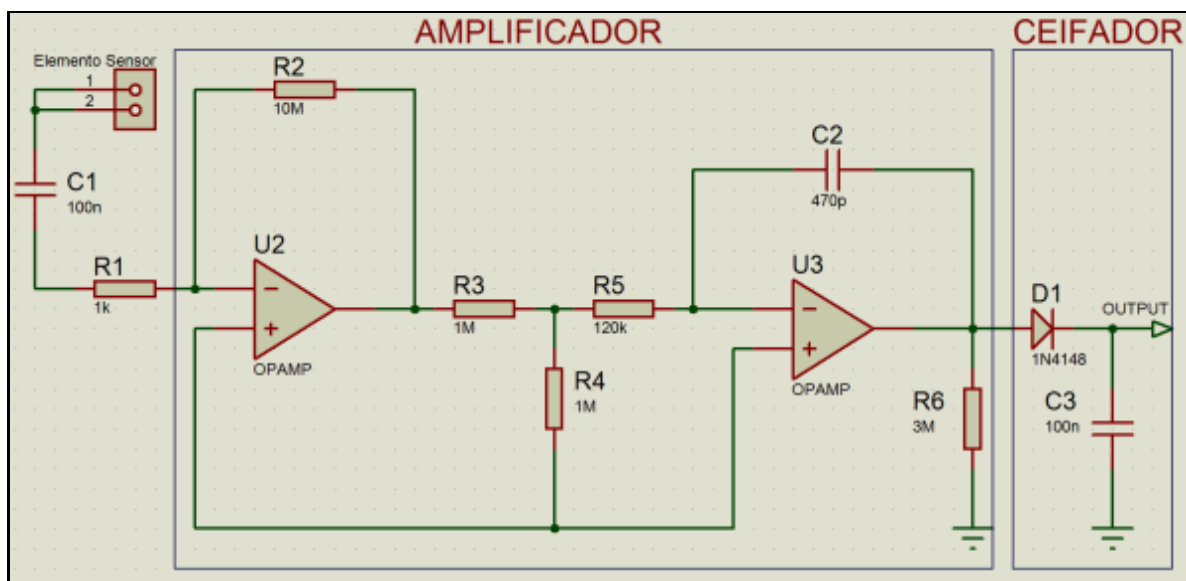 AMPLIFICADOR
CEIFADOR
Elemento Sensor
1
2
C1
100n
R1
1k
R2
10M
U2
OPAMP
R3
1M
R4
1M
R5
120k
C2
470p
U3
OPAMP
R6
3M
D1
1N4148
OUTPUT
C3
100n